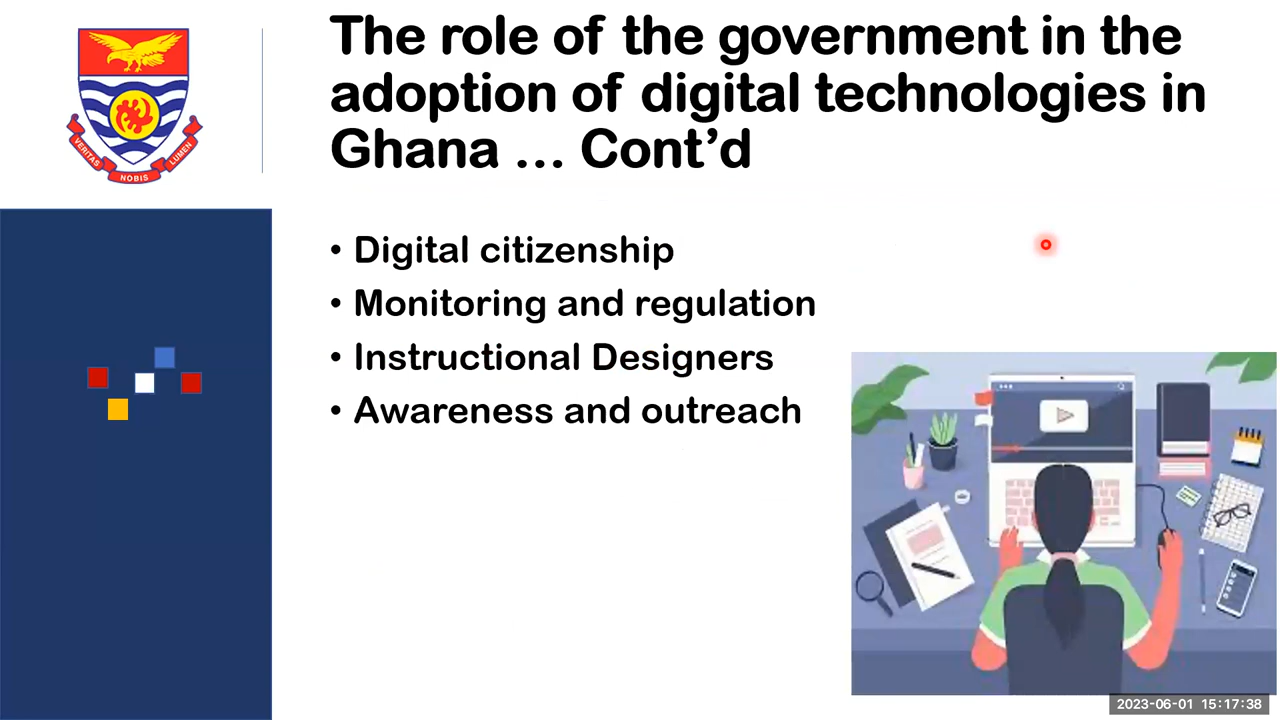 The role of the government in the
adoption of digital technologies in
Ghana … Cont’d
VERITAS
NOBIS
LUMEN
• Digital citizenship
• Monitoring and regulation
• Instructional Designers
• Awareness and outreach
2023-06-01 15:17:38